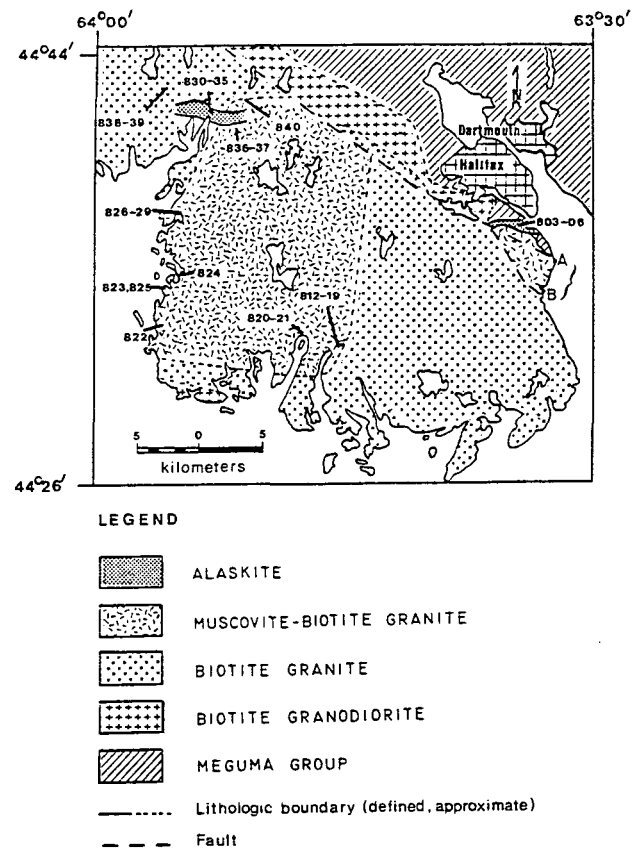 64°00′ 63°30′
44°44′
830-35
838-39
840
836-37
Dartmouth
Halifax
826-29
803-06
A
824
823,825
B
812-19
820-21
822
5 0 5
kilometers
44°26′
LEGEND
ALASKITE
MUSCOVITE-BIOTITE GRANITE
BIOTITE GRANITE
BIOTITE GRANODIORITE
MEGUMA GROUP
Lithologic boundary (defined, approximate)
Fault